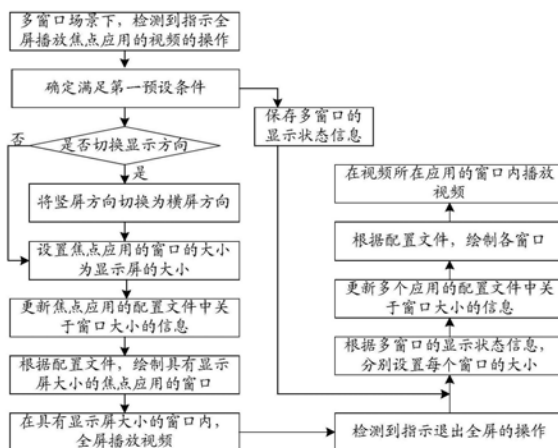 多窗口场景下，检测到指示全
屏播放焦点应用的视频的操作
确定满足第一预设条件
是否切换显示方向
否
是
将竖屏方向切换为横屏方向
设置焦点应用的窗口的大小
为显示屏的大小
更新焦点应用的配置文件中关
于窗口大小的信息
根据配置文件，绘制具有显示
屏大小的焦点应用的窗口
在具有显示屏大小的窗口内，
全屏播放视频
保存多窗口的
显示状态信息
检测到指示退出全屏的操作
根据多窗口的显示状态信息，
分别设置每个窗口的大小
更新多个应用的配置文件中关
于窗口大小的信息
根据配置文件，绘制各窗口
在视频所在应用的窗口内播放
视频